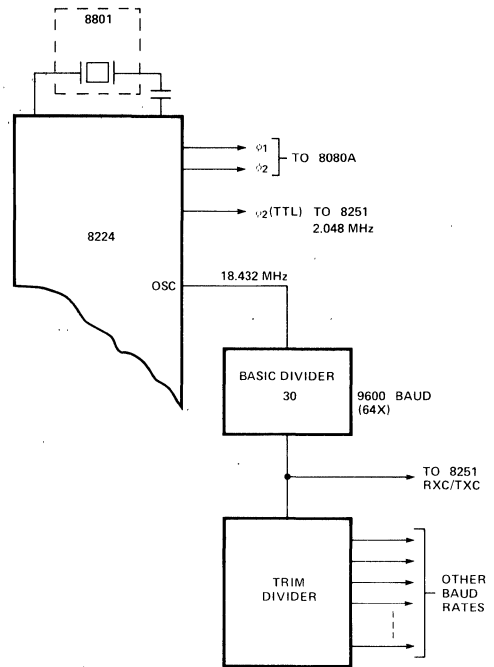 8801
φ1
φ2
TO 8080A
φ2(TTL) TO 8251
2.048 MHz
8224
OSC
18.432 MHz
BASIC DIVIDER
30
9600 BAUD
(64X)
TO 8251
RXC/TXC
TRIM
DIVIDER
OTHER
BAUD
RATES